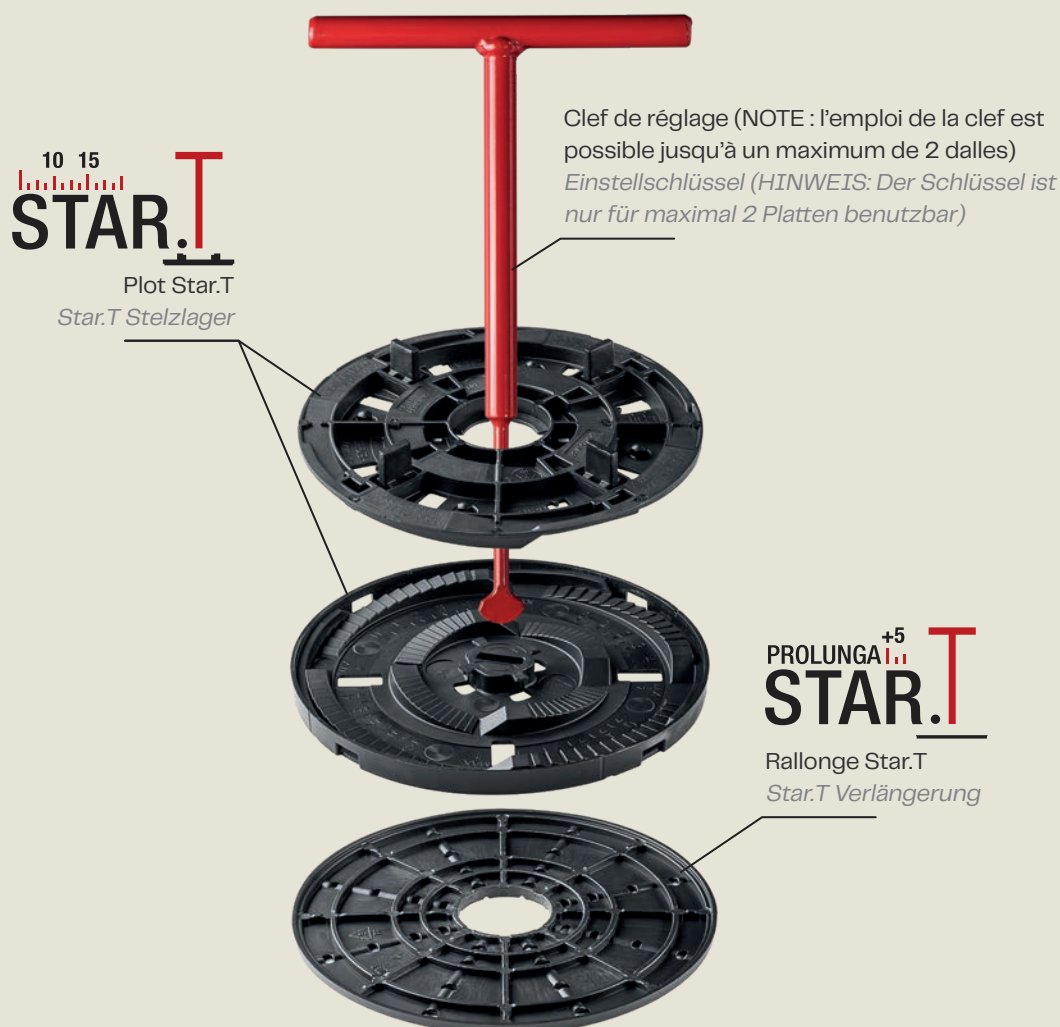 Clef de réglage (NOTE : l'emploi de la clef est
possible jusqu'à un maximum de 2 dalles)
Einstellschlüssel (HINWEIS: Der Schlüssel ist
nur für maximal 2 Platten benutzbar)
10 15
STAR.T
Plot Star.T
Star.T Stelzlager
PROLUNGA +5
STAR.T
Rallonge Star.T
Star.T Verlängerung